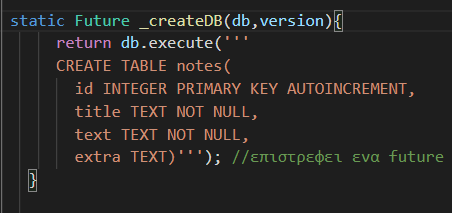 static Future _createDB(db,version){
return db.execute('''
CREATE TABLE notes(
id INTEGER PRIMARY KEY AUTOINCREMENT,
title TEXT NOT NULL,
text TEXT NOT NULL,
extra TEXT)'''); //επιστρεφει ενα future
}